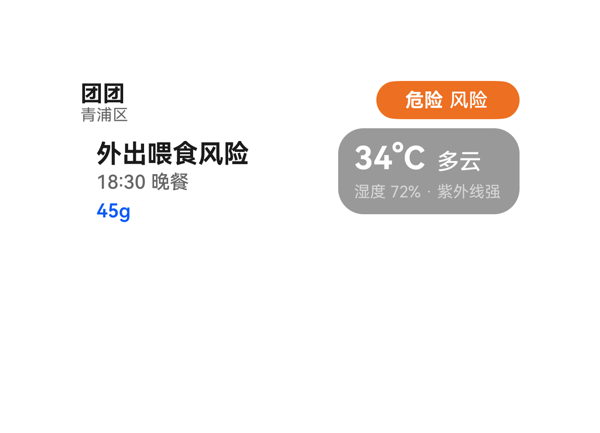 团团
青浦区
危险 风险
外出喂食风险
18:30 晚餐
45g
34°C 多云
湿度 72% · 紫外线强